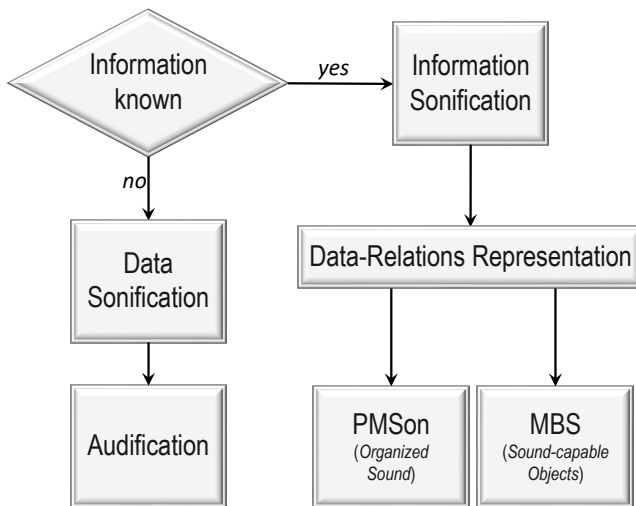 Information
known
yes
Information
Sonification
no
Data
Sonification
Data-Relations Representation
Audification
PMSon
(Organized
Sound)
MBS
(Sound-capable
Objects)